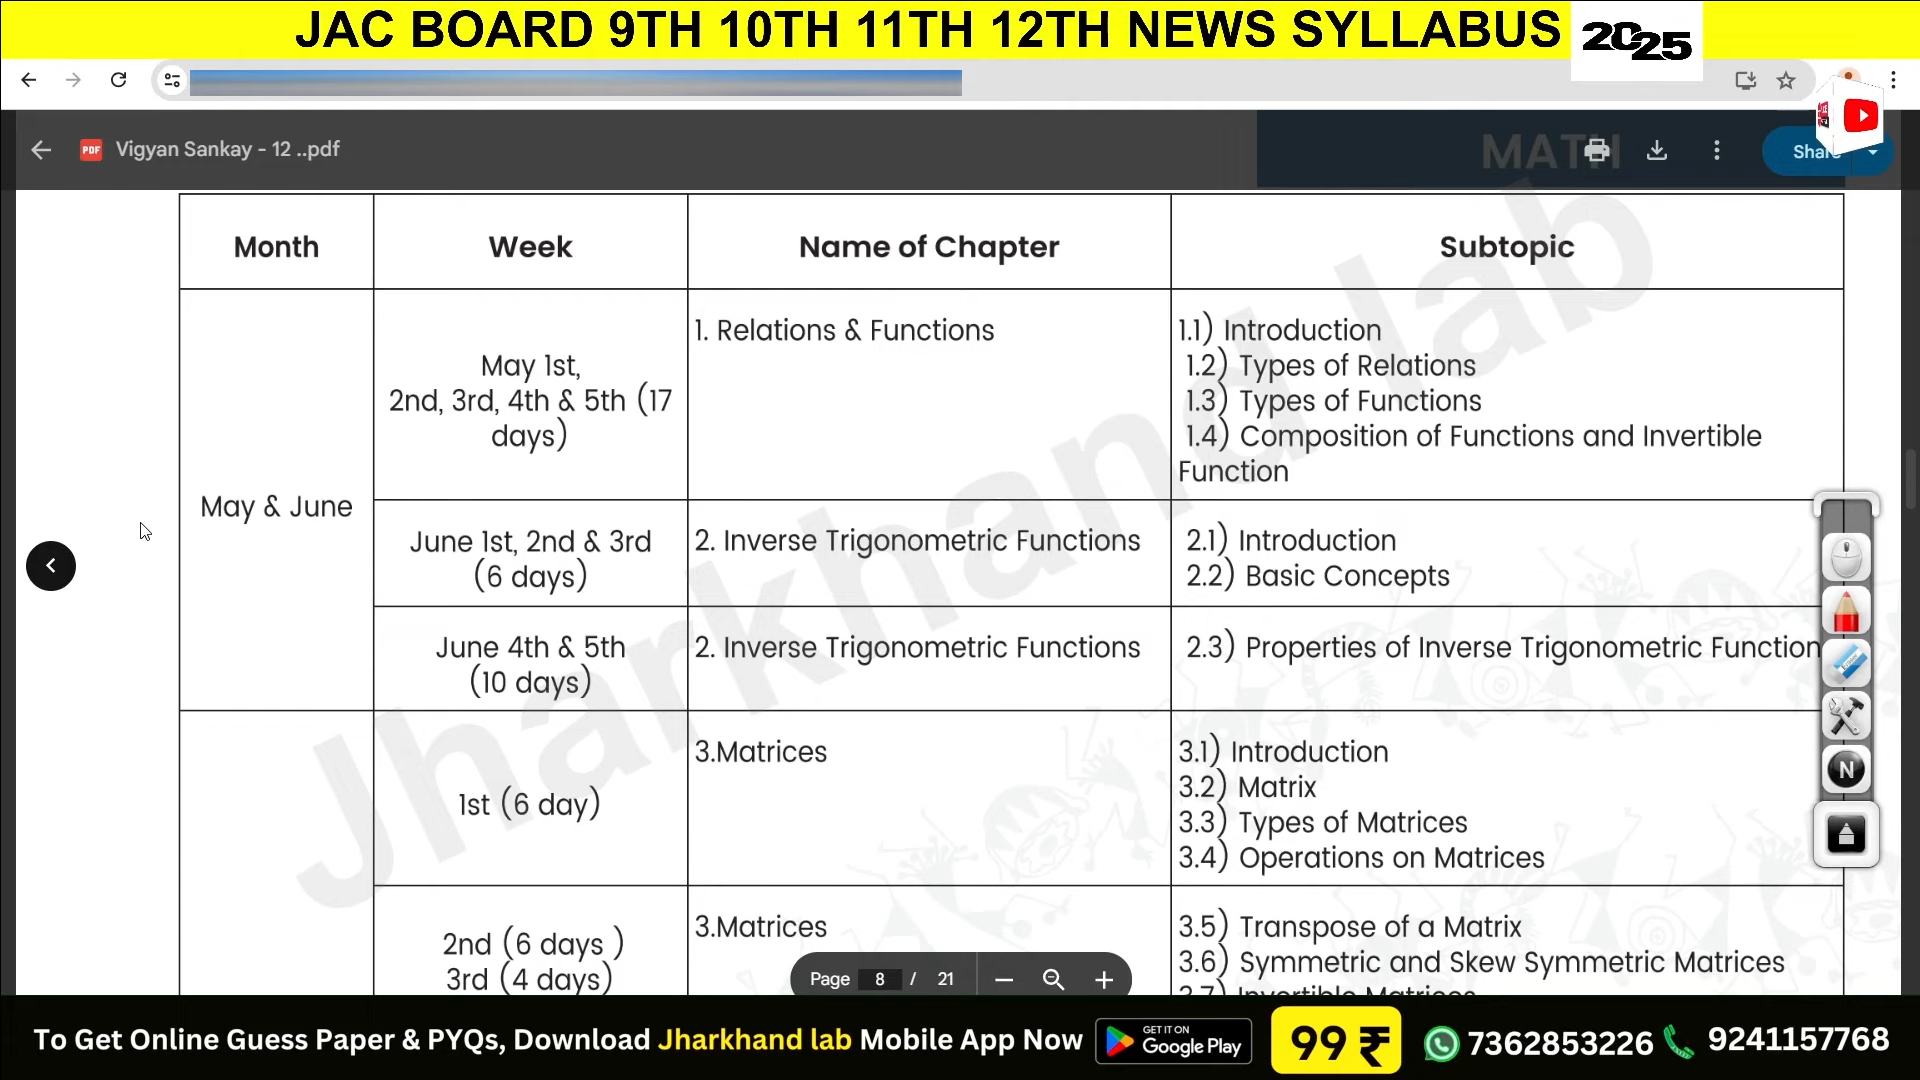 JAC BOARD 9TH 10TH 11TH 12TH NEWS SYLLABUS 2025
PDF Vigyan Sankay - 12 ..pdf
MATH
Share
Month Week Name of Chapter Subtopic
May & June
May 1st,
2nd, 3rd, 4th & 5th (17
days)
1. Relations & Functions
1.1) Introduction
1.2) Types of Relations
1.3) Types of Functions
1.4) Composition of Functions and Invertible
Function
June 1st, 2nd & 3rd
(6 days)
2. Inverse Trigonometric Functions
2.1) Introduction
2.2) Basic Concepts
June 4th & 5th
(10 days)
2. Inverse Trigonometric Functions
2.3) Properties of Inverse Trigonometric Function
1st (6 day)
3.Matrices
3.1) Introduction
3.2) Matrix
3.3) Types of Matrices
3.4) Operations on Matrices
2nd (6 days )
3rd (4 days)
3.Matrices
3.5) Transpose of a Matrix
3.6) Symmetric and Skew Symmetric Matrices
3.7) Invertible Matrices
Jharkhand lab
N
Page 8 / 21
To Get Online Guess Paper & PYQs, Download Jharkhand lab Mobile App Now
GET IT ON
Google Play
99 ₹
7362853226
9241157768